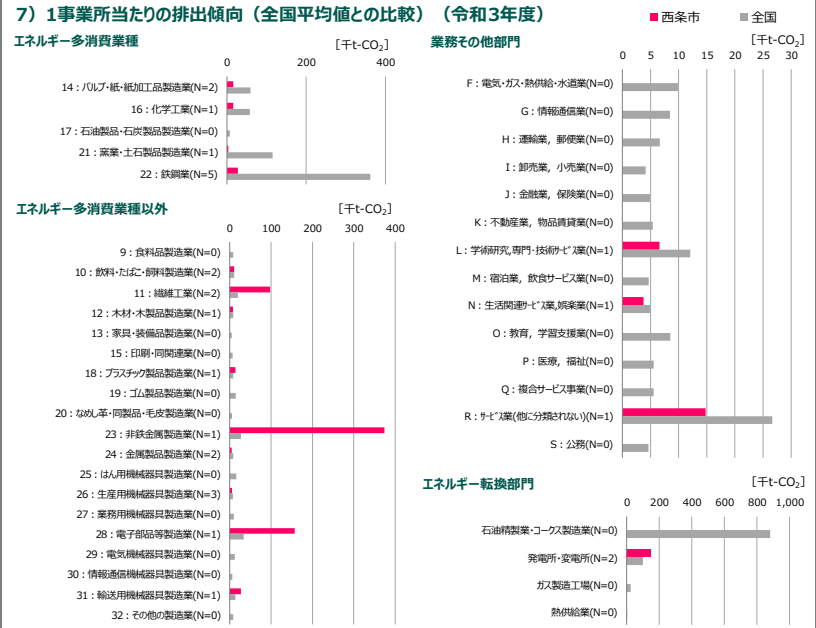 7）1事業所当たりの排出傾向（全国平均値との比較）（令和3年度）
西条市 全国
エネルギー多消費業種
[千t-CO₂]
0 200 400
14：パルプ・紙・紙加工品製造業(N=2)
16：化学工業(N=1)
17：石油製品・石炭製品製造業(N=0)
21：窯業・土石製品製造業(N=1)
22：鉄鋼業(N=5)
エネルギー多消費業種以外
[千t-CO₂]
0 100 200 300 400
9：食料品製造業(N=0)
10：飲料・たばこ・飼料製造業(N=2)
11：繊維工業(N=2)
12：木材・木製品製造業(N=1)
13：家具・装備品製造業(N=0)
15：印刷・同関連業(N=0)
18：プラスチック製品製造業(N=1)
19：ゴム製品製造業(N=0)
20：なめし革・同製品・毛皮製造業(N=0)
23：非鉄金属製造業(N=1)
24：金属製品製造業(N=2)
25：はん用機械器具製造業(N=0)
26：生産用機械器具製造業(N=3)
27：業務用機械器具製造業(N=0)
28：電子部品等製造業(N=1)
29：電気機械器具製造業(N=0)
30：情報通信機械器具製造業(N=0)
31：輸送用機械器具製造業(N=1)
32：その他の製造業(N=0)
業務その他部門
[千t-CO₂]
0 5 10 15 20 25 30
F：電気・ガス・熱供給・水道業(N=0)
G：情報通信業(N=0)
H：運輸業，郵便業(N=0)
I：卸売業，小売業(N=0)
J：金融業，保険業(N=0)
K：不動産業，物品賃貸業(N=0)
L：学術研究,専門・技術サービス業(N=1)
M：宿泊業，飲食サービス業(N=0)
N：生活関連サービス業,娯楽業(N=1)
O：教育，学習支援業(N=0)
P：医療，福祉(N=0)
Q：複合サービス事業(N=0)
R：サービス業(他に分類されない)(N=1)
S：公務(N=0)
エネルギー転換部門
[千t-CO₂]
0 200 400 600 800 1,000
石油精製業・コークス製造業(N=0)
発電所・変電所(N=2)
ガス製造工場(N=0)
熱供給業(N=0)